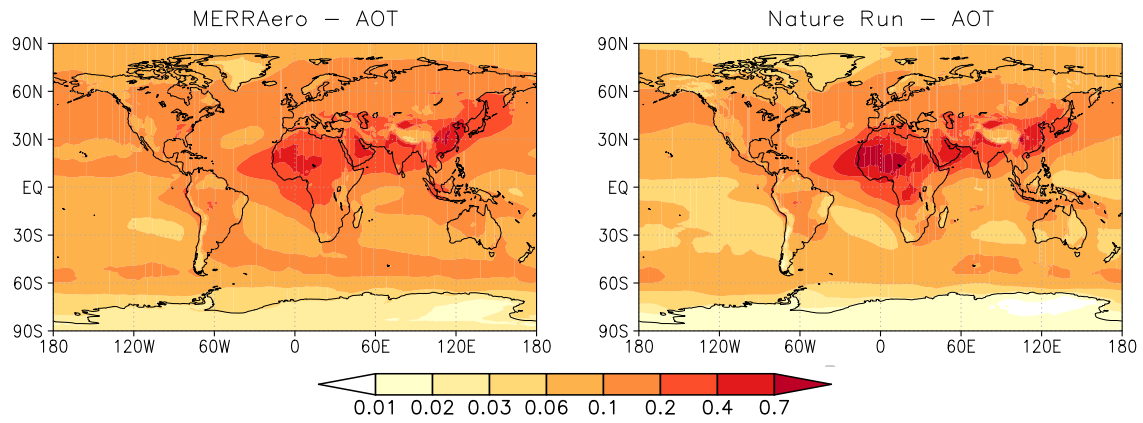 MERRAero — AOT
Nature Run — AOT
90N
60N
30N
EQ
30S
60S
90S
180 120W 60W 0 60E 120E 180
90N
60N
30N
EQ
30S
60S
90S
180 120W 60W 0 60E 120E 180
0.01 0.02 0.03 0.06 0.1 0.2 0.4 0.7